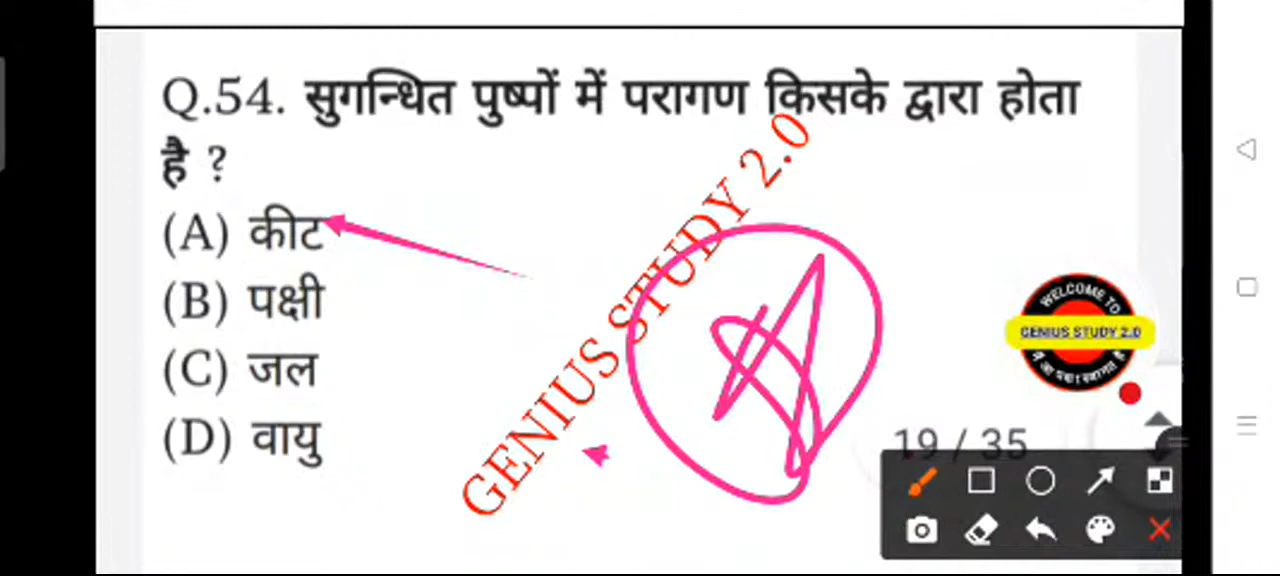 Q.54. सुगन्धित पुष्पों में परागण किसके द्वारा होता
है ?
(A) कीट
(B) पक्षी
(C) जल
(D) वायु
GENIUS STUDY 2.0
A
WELCOME TO
GENIUS STUDY 2.0
19 / 35